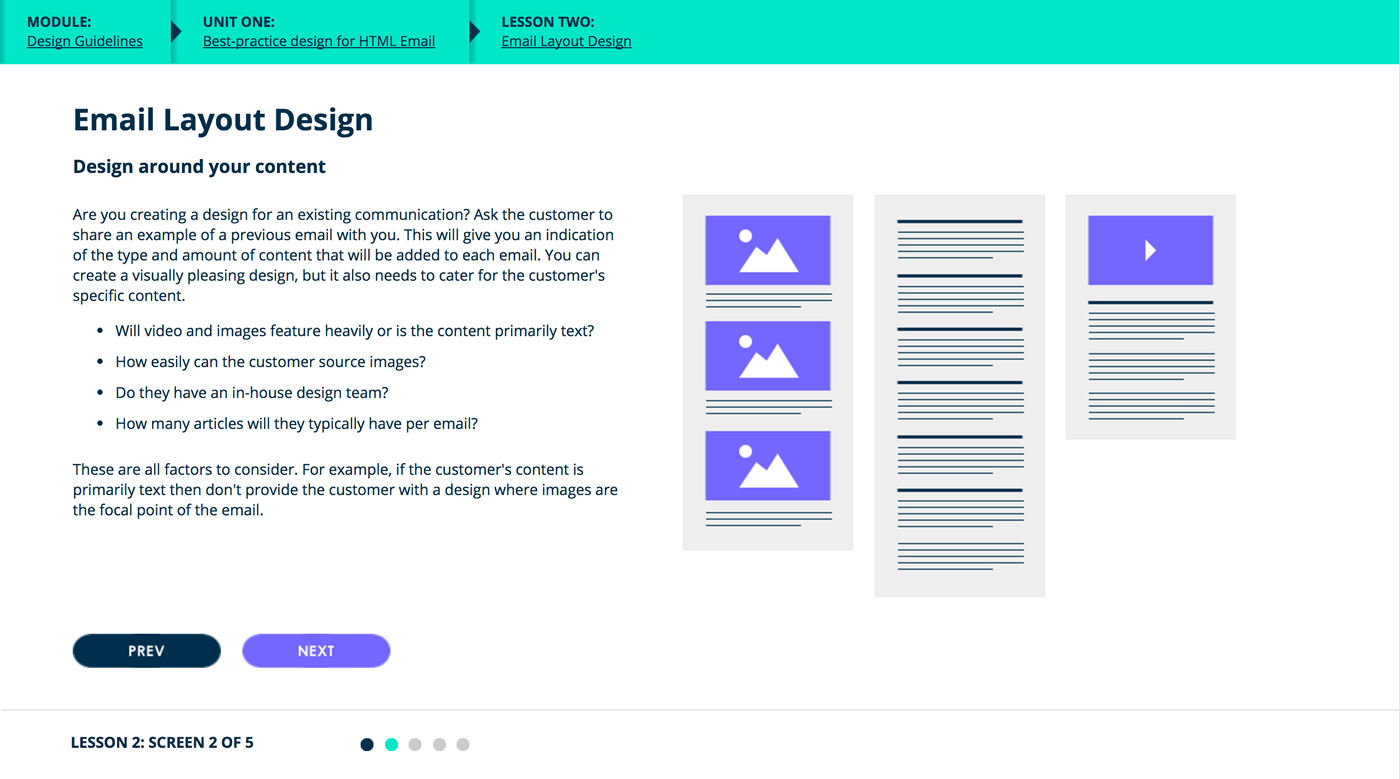 MODULE:
Design Guidelines
UNIT ONE:
Best-practice design for HTML Email
LESSON TWO:
Email Layout Design
Email Layout Design
Design around your content
Are you creating a design for an existing communication? Ask the customer to
share an example of a previous email with you. This will give you an indication
of the type and amount of content that will be added to each email. You can
create a visually pleasing design, but it also needs to cater for the customer's
specific content.
• Will video and images feature heavily or is the content primarily text?
• How easily can the customer source images?
• Do they have an in-house design team?
• How many articles will they typically have per email?
These are all factors to consider. For example, if the customer's content is
primarily text then don't provide the customer with a design where images are
the focal point of the email.
PREV
NEXT
LESSON 2: SCREEN 2 OF 5